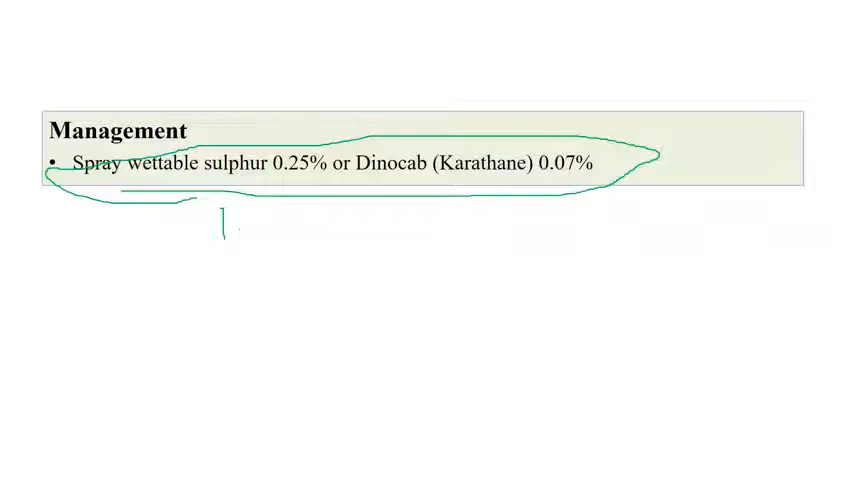 Management
• Spray wettable sulphur 0.25% or Dinocab (Karathane) 0.07%